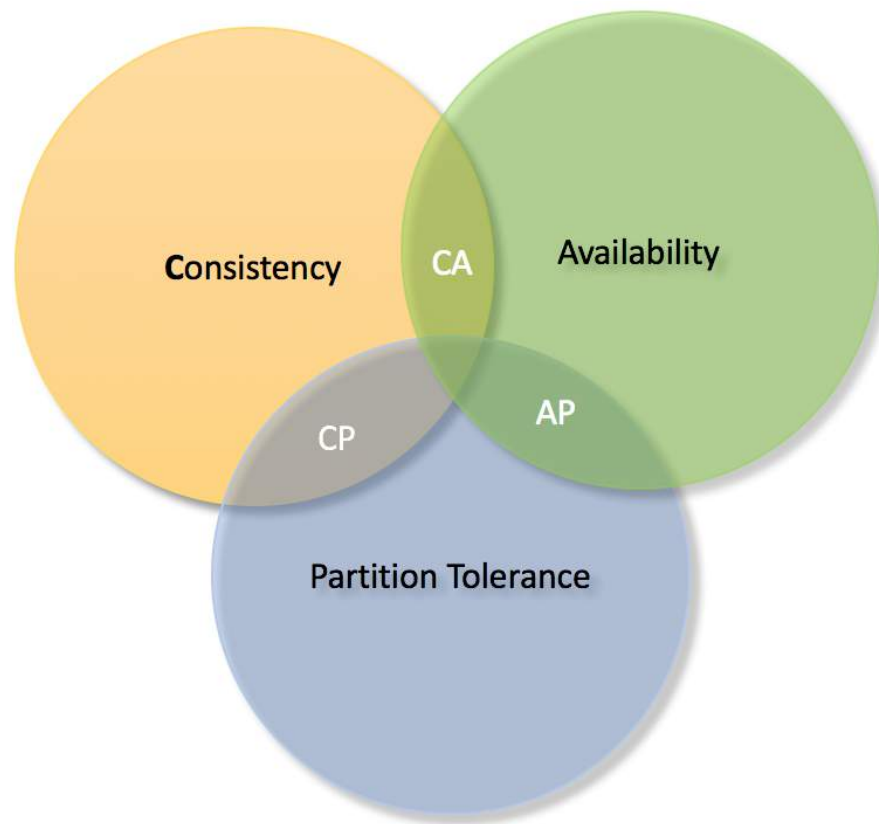 Consistency
CA
Availability
CP
AP
Partition Tolerance